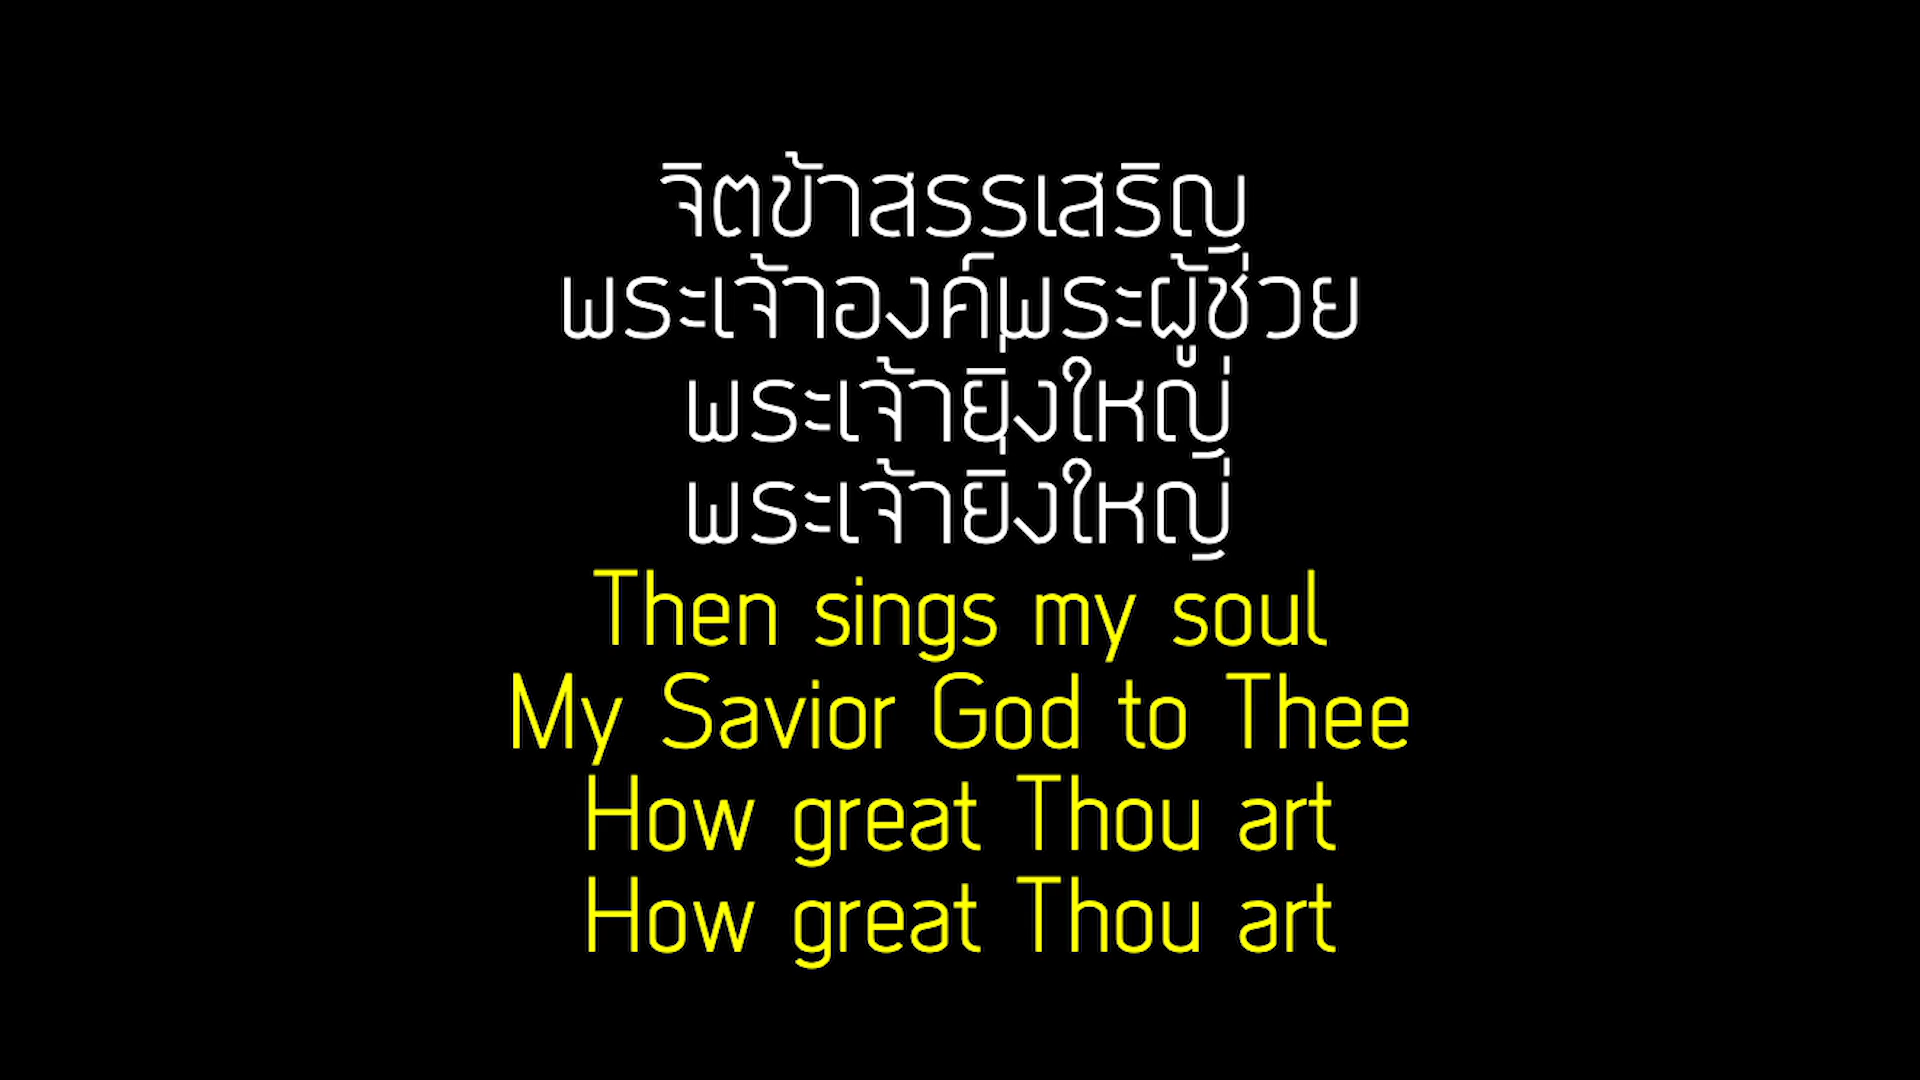 จิตข้าสรรเสริญ
พระเจ้าองค์พระผู้ช่วย
พระเจ้ายิ่งใหญ่
พระเจ้ายิ่งใหญ่
Then sings my soul
My Savior God to Thee
How great Thou art
How great Thou art